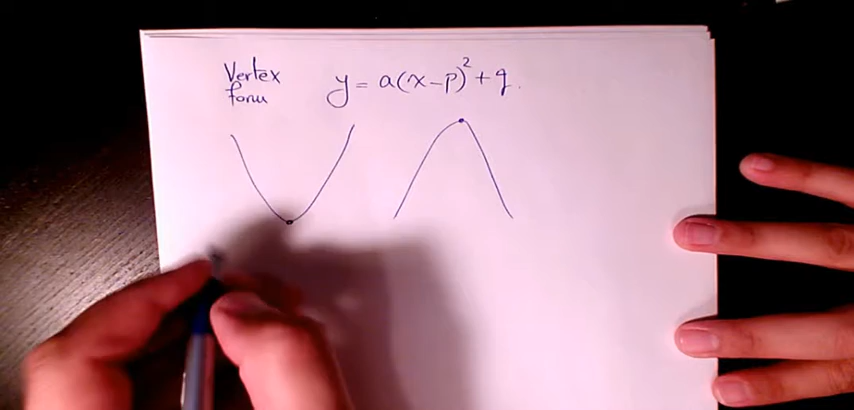 Vertex
form
y = a(x-p)² + q.